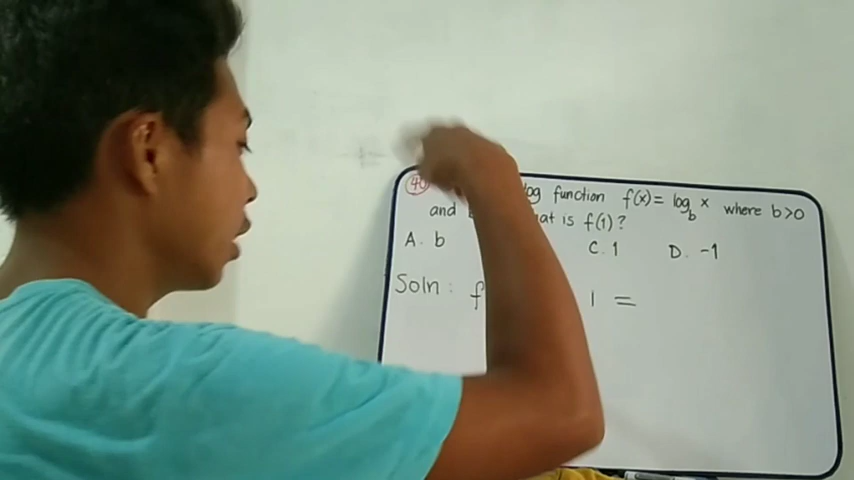 40 log function f(x) = log_b x where b>0
and what is f(1)?
A. b C. 1 D. -1
Soln: f 1 =